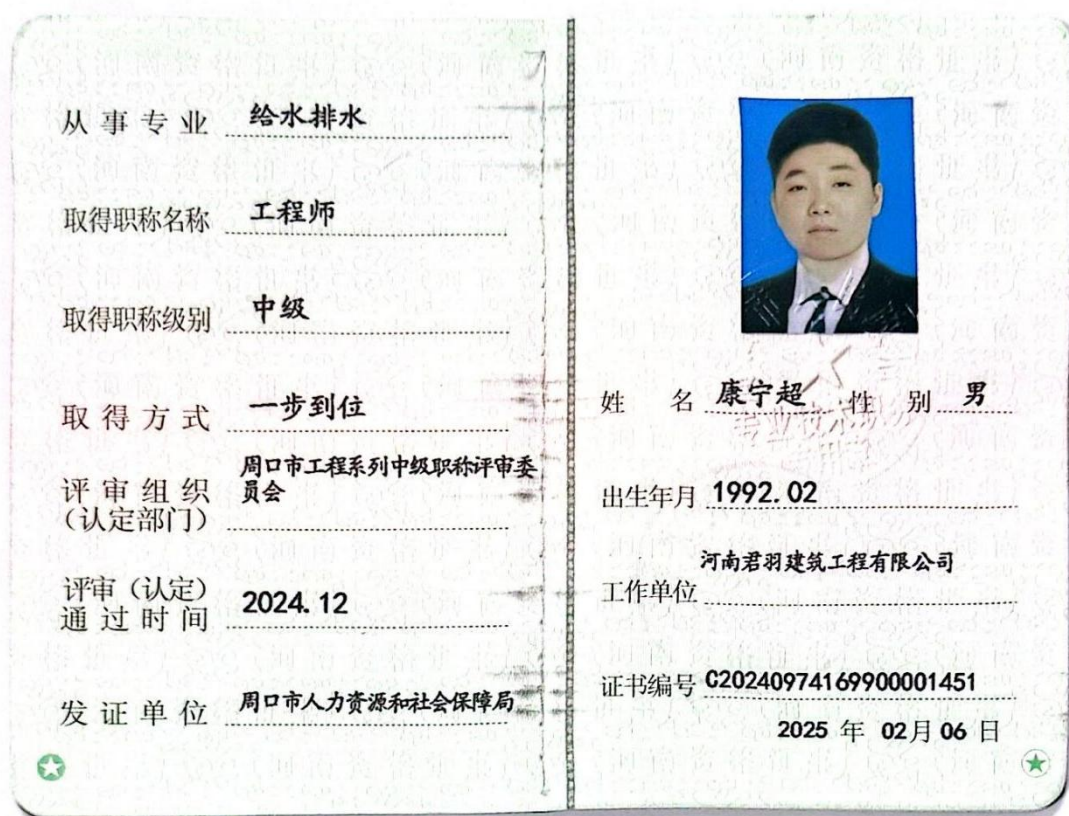 从事专业 给水排水
取得职称名称 工程师
取得职称级别 中级
取得方式 一步到位
评审组织
(认定部门)
周口市工程系列中级职称评审委
员会
评审(认定)
通过时间
2024.12
发证单位 周口市人力资源和社会保障局
姓名 康宁超 性别 男
出生年月 1992.02
工作单位 河南君羽建筑工程有限公司
证书编号 C20240974169900001451
2025 年 02月 06 日